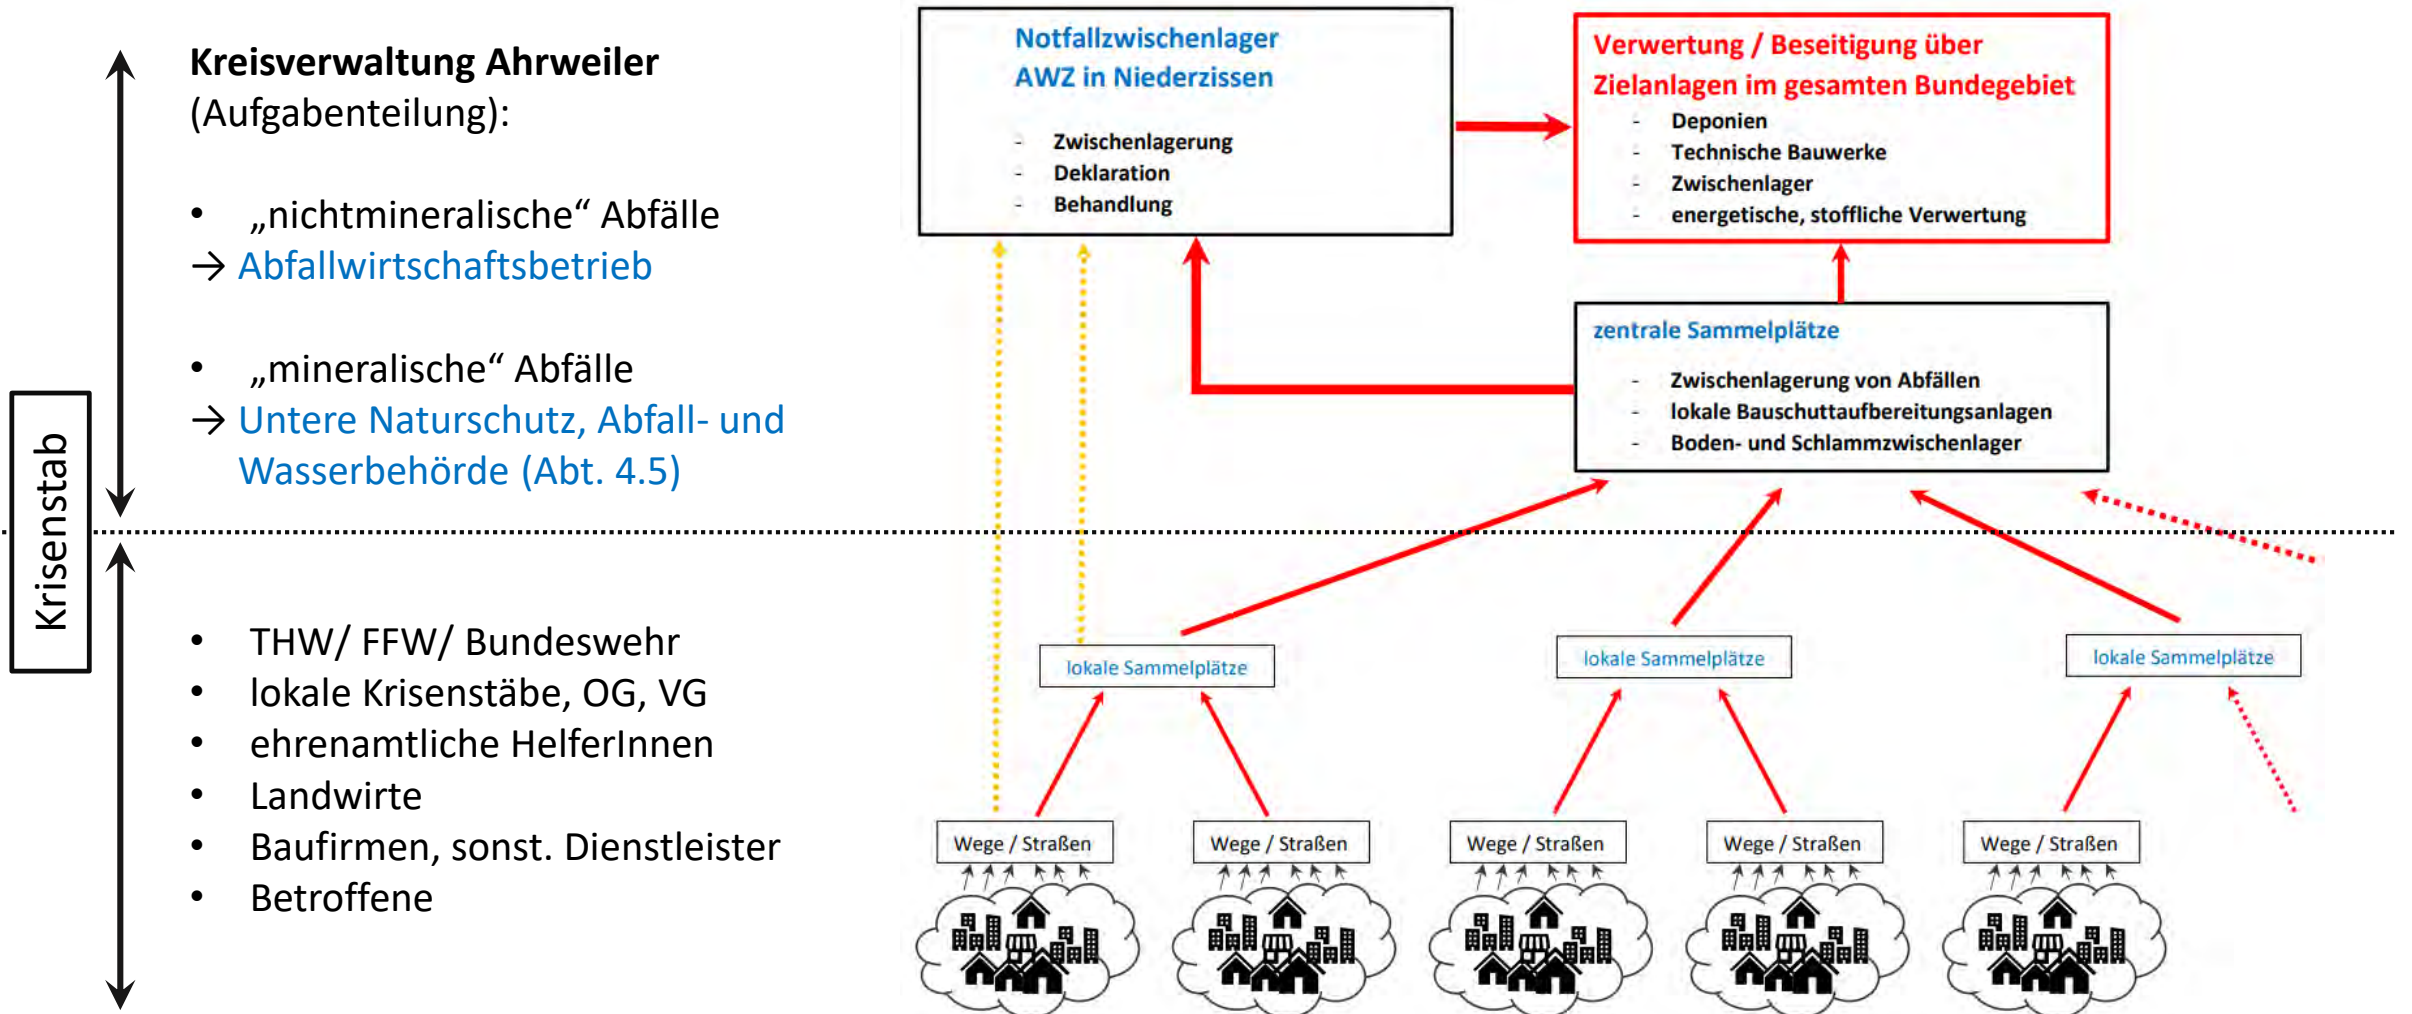 Krisenstab
Kreisverwaltung Ahrweiler
(Aufgabenteilung):
• „nichtmineralische“ Abfälle
→ Abfallwirtschaftsbetrieb
• „mineralische“ Abfälle
→ Untere Naturschutz, Abfall- und
Wasserbehörde (Abt. 4.5)
• THW/ FFW/ Bundeswehr
• lokale Krisenstäbe, OG, VG
• ehrenamtliche HelferInnen
• Landwirte
• Baufirmen, sonst. Dienstleister
• Betroffene
Notfallzwischenlager
AWZ in Niederzissen
- Zwischenlagerung
- Deklaration
- Behandlung
Verwertung / Beseitigung über
Zielanlagen im gesamten Bundegebiet
- Deponien
- Technische Bauwerke
- Zwischenlager
- energetische, stoffliche Verwertung
zentrale Sammelplätze
- Zwischenlagerung von Abfällen
- lokale Bauschuttaufbereitungsanlagen
- Boden- und Schlammzwischenlager
lokale Sammelplätze
lokale Sammelplätze
lokale Sammelplätze
Wege / Straßen
Wege / Straßen
Wege / Straßen
Wege / Straßen
Wege / Straßen